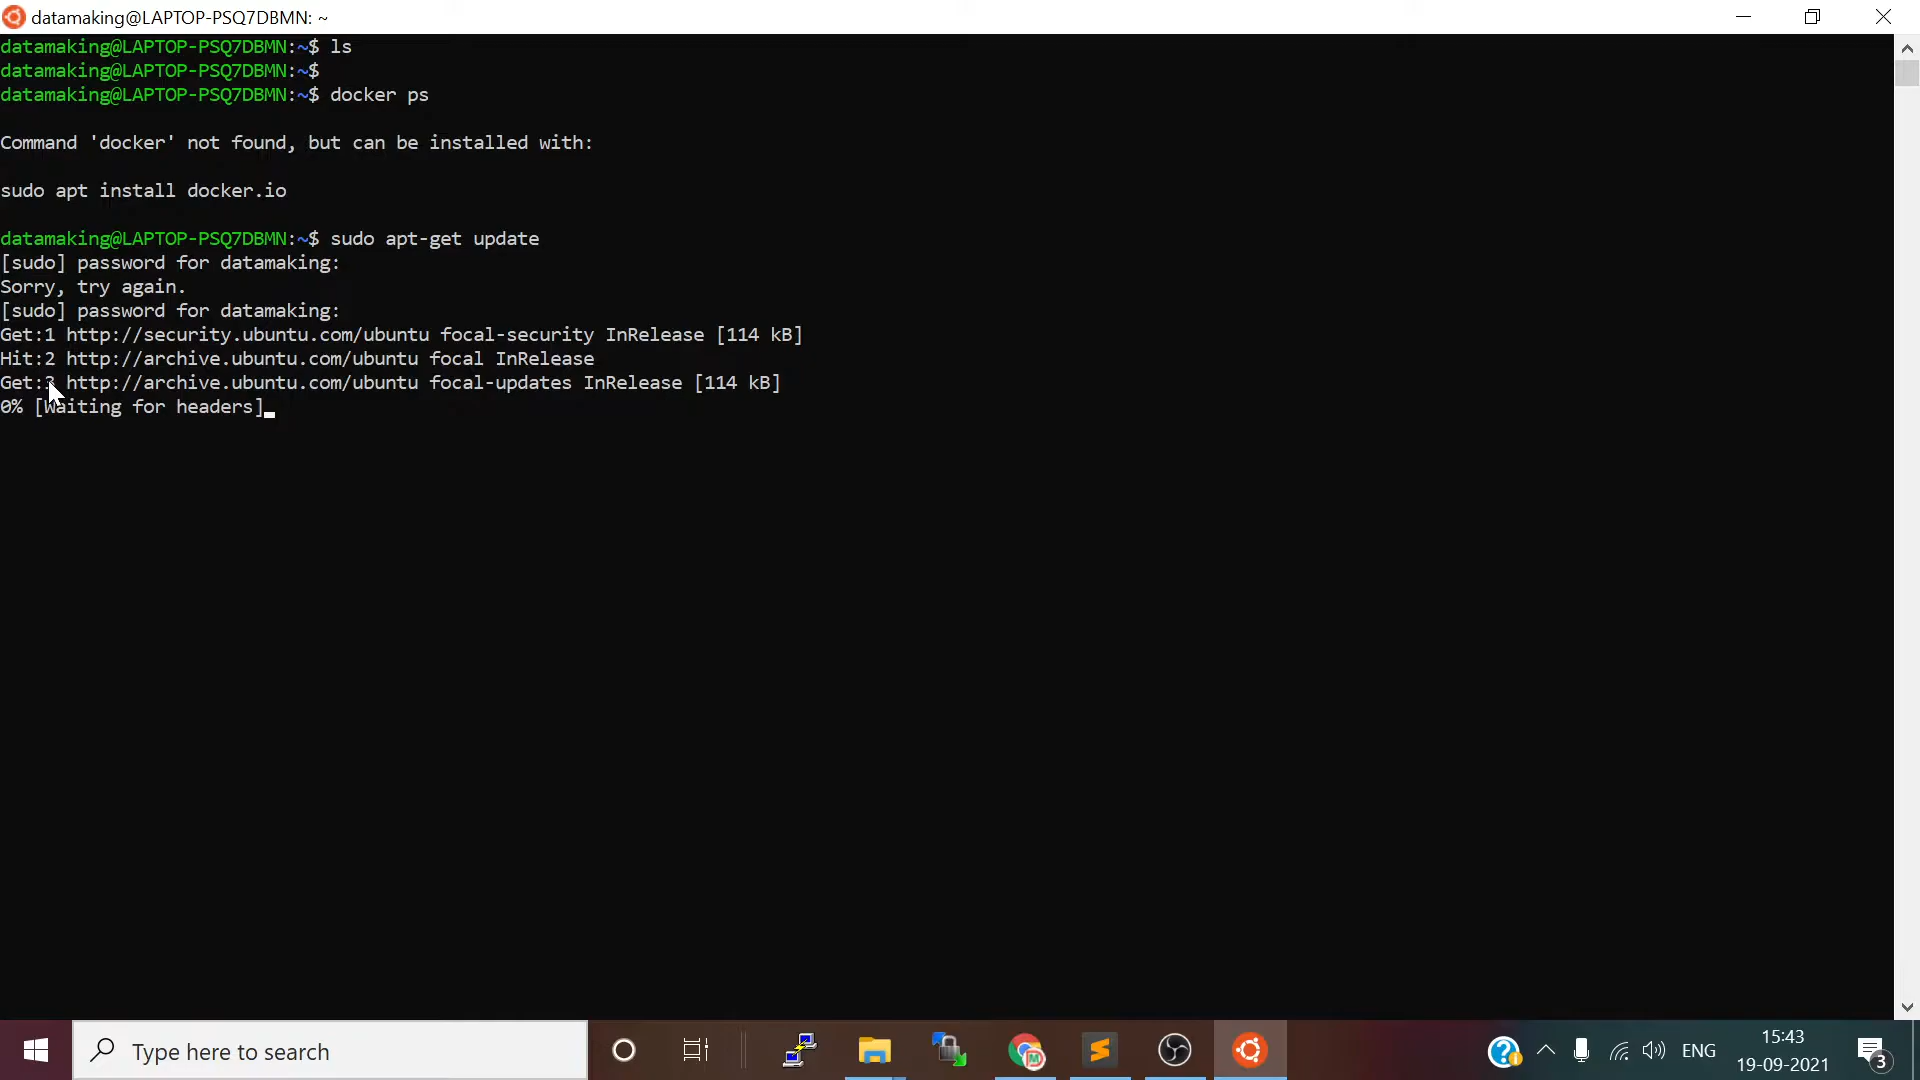 datamaking@LAPTOP-PSQ7DBMN: ~
datamaking@LAPTOP-PSQ7DBMN:~$ ls
datamaking@LAPTOP-PSQ7DBMN:~$
datamaking@LAPTOP-PSQ7DBMN:~$ docker ps
Command 'docker' not found, but can be installed with:
sudo apt install docker.io
datamaking@LAPTOP-PSQ7DBMN:~$ sudo apt-get update
[sudo] password for datamaking:
Sorry, try again.
[sudo] password for datamaking:
Get:1 http://security.ubuntu.com/ubuntu focal-security InRelease [114 kB]
Hit:2 http://archive.ubuntu.com/ubuntu focal InRelease
Get:3 http://archive.ubuntu.com/ubuntu focal-updates InRelease [114 kB]
0% [Waiting for headers]
Type here to search
ENG
15:43
19-09-2021
3